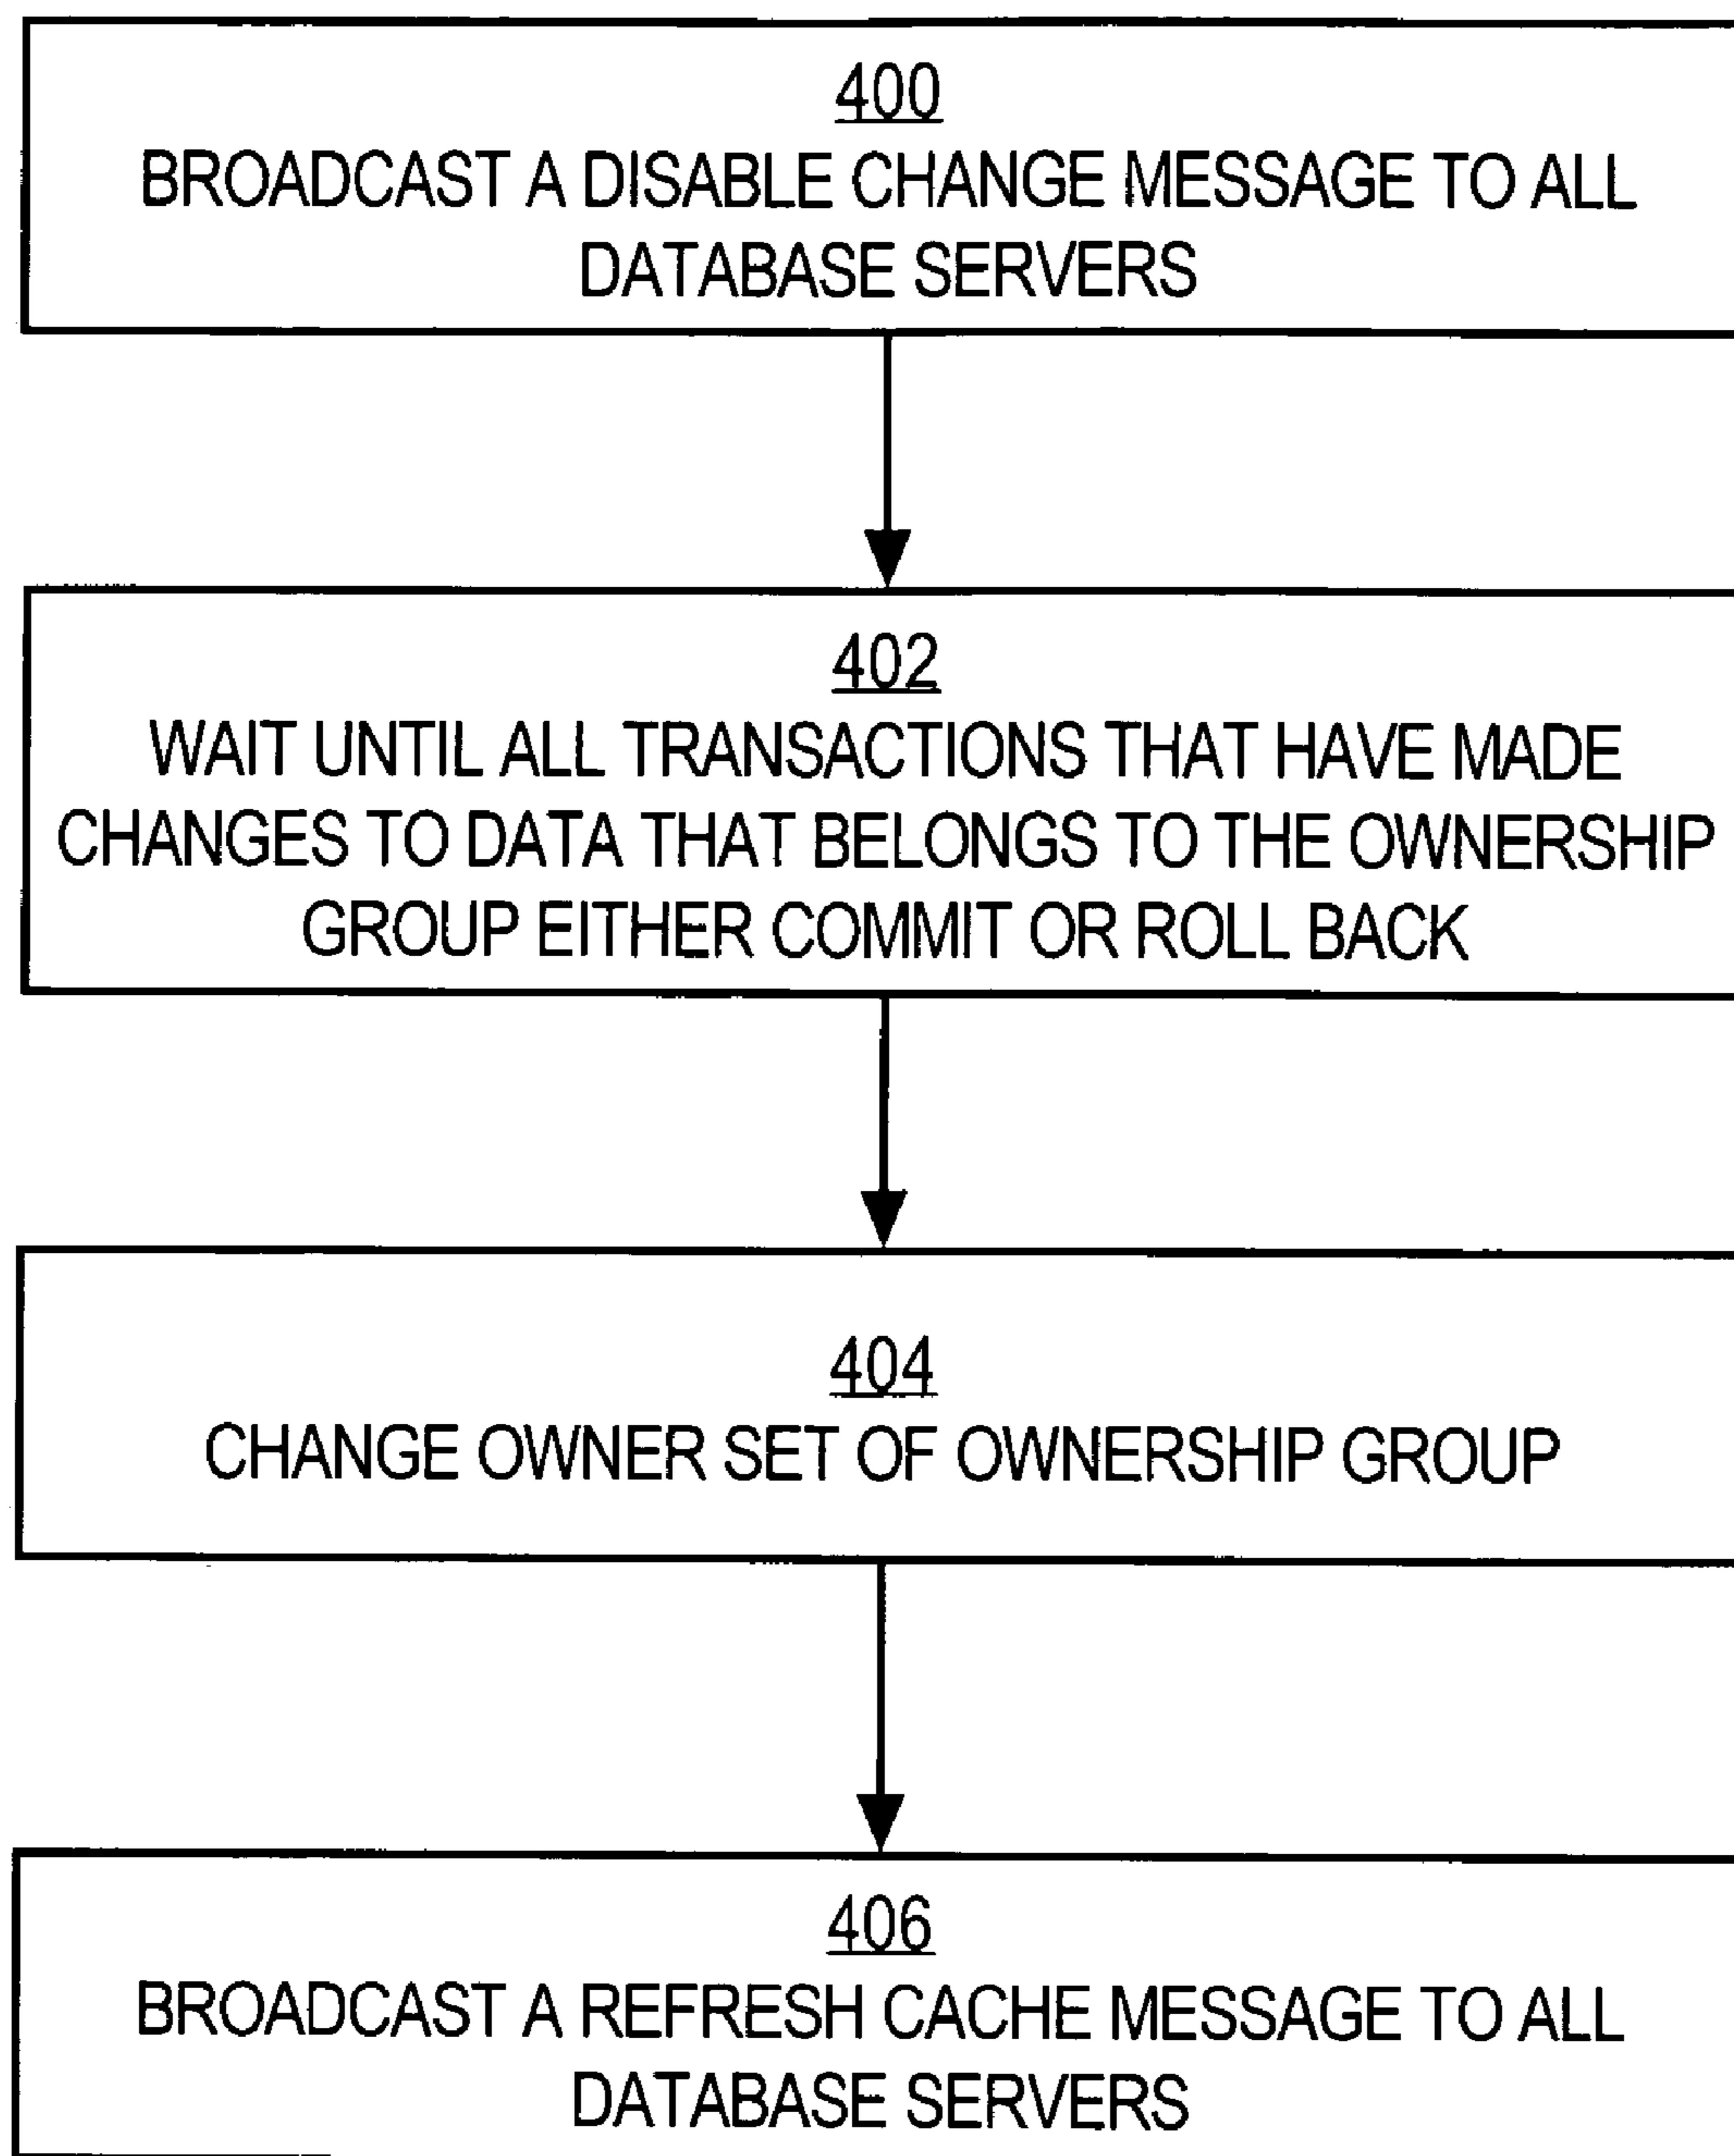 400
BROADCAST A DISABLE CHANGE MESSAGE TO ALL
DATABASE SERVERS
402
WAIT UNTIL ALL TRANSACTIONS THAT HAVE MADE
CHANGES TO DATA THAT BELONGS TO THE OWNERSHIP
GROUP EITHER COMMIT OR ROLL BACK
404
CHANGE OWNER SET OF OWNERSHIP GROUP
406
BROADCAST A REFRESH CACHE MESSAGE TO ALL
DATABASE SERVERS